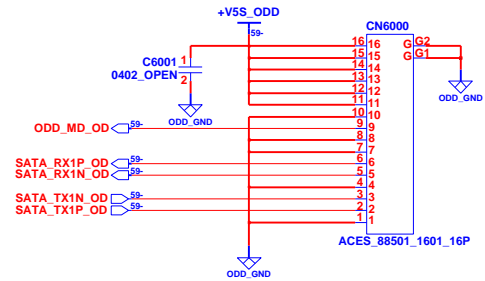 +V5S_ODD
59-
CN6000
C6001
0402_OPEN
1
2
ODD_GND
16 16 G G2
15 15 G G1
14 14
13 13
12 12
11 11
10 10
ODD_GND
ODD_MD_OD 59- 9 9
8 8
7 7
SATA_RX1P_OD 59- 6 6
SATA_RX1N_OD 59- 5 5
4 4
SATA_TX1N_OD 59- 3 3
SATA_TX1P_OD 59- 2 2
1 1
ACES_88501_1601_16P
ODD_GND